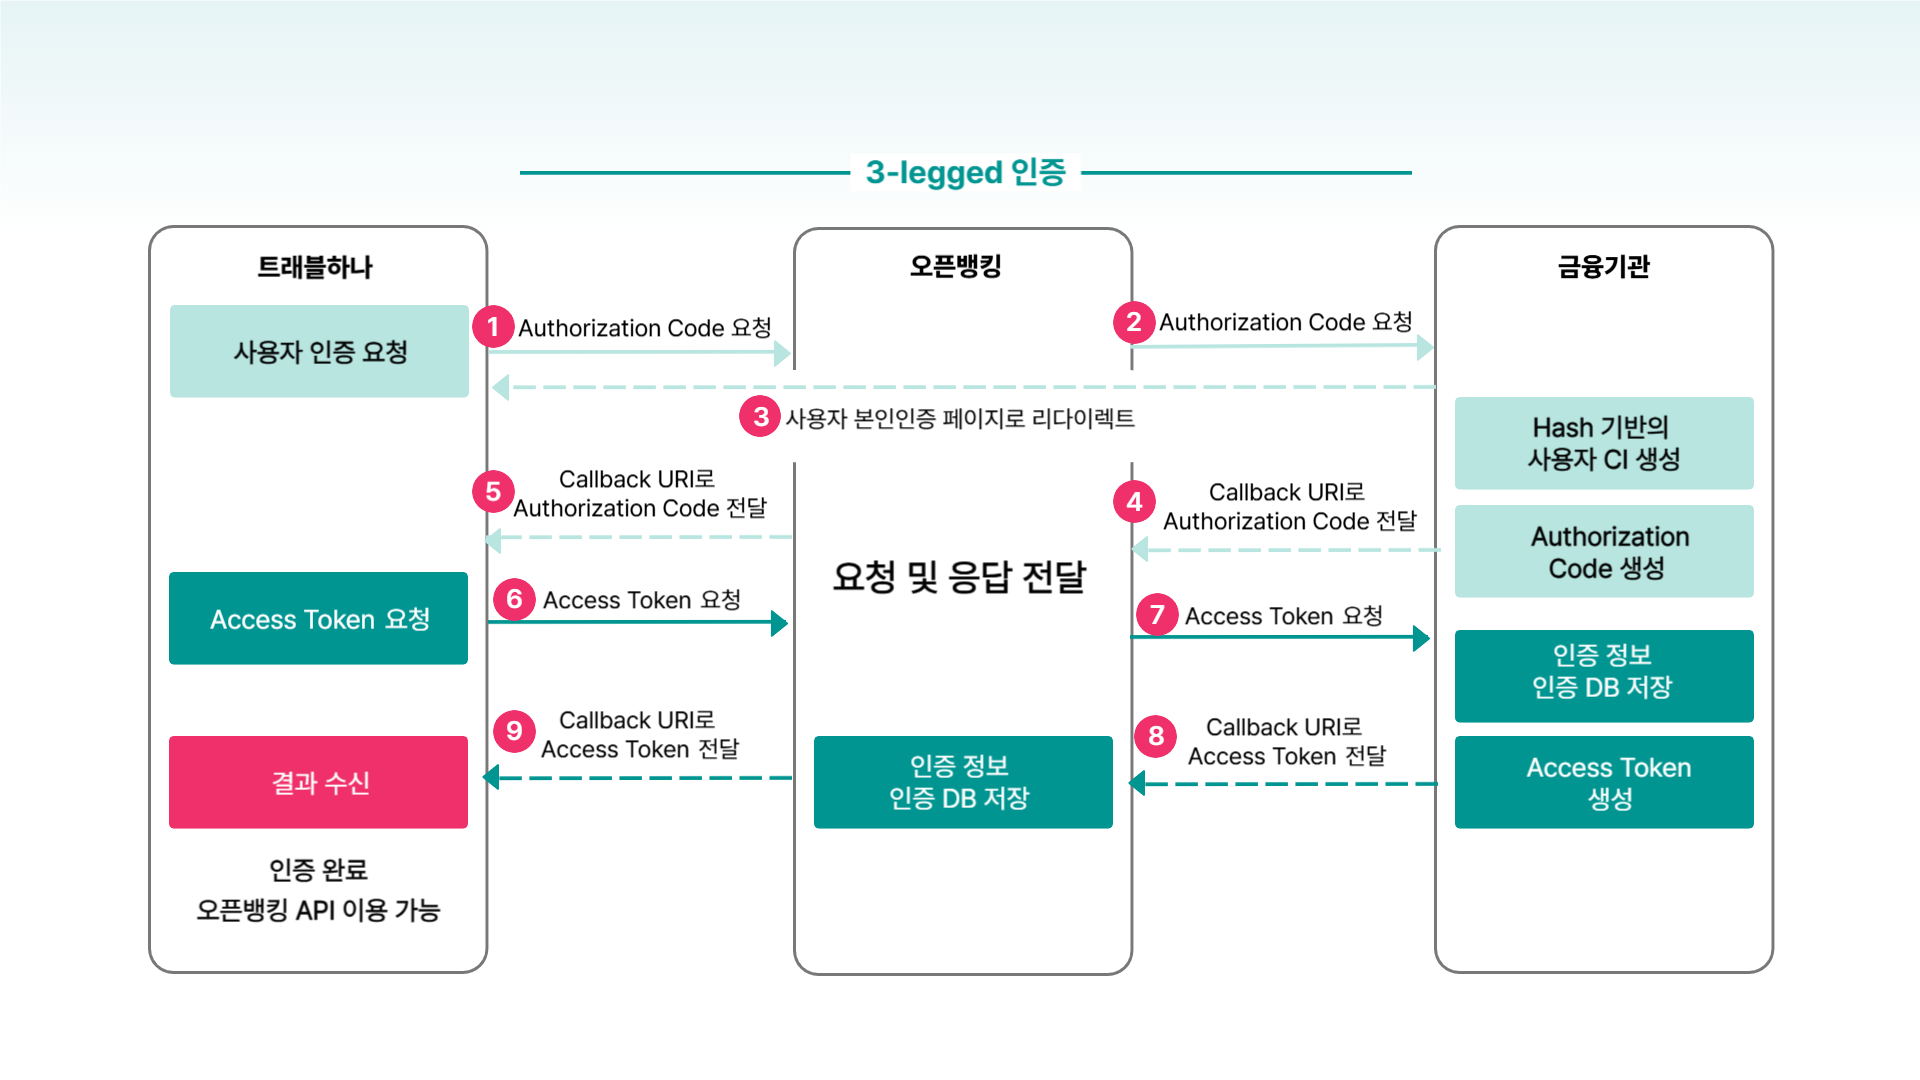 3-legged 인증
트래블하나
오픈뱅킹
금융기관
사용자 인증 요청
1 Authorization Code 요청
2 Authorization Code 요청
3 사용자 본인인증 페이지로 리다이렉트
Hash 기반의
사용자 CI 생성
5 Callback URI로
Authorization Code 전달
4 Callback URI로
Authorization Code 전달
Authorization
Code 생성
요청 및 응답 전달
Access Token 요청
6 Access Token 요청
7 Access Token 요청
인증 정보
인증 DB 저장
9 Callback URI로
Access Token 전달
8 Callback URI로
Access Token 전달
결과 수신
인증 정보
인증 DB 저장
Access Token
생성
인증 완료
오픈뱅킹 API 이용 가능